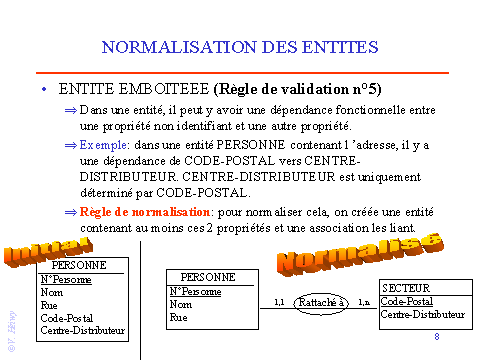 NORMALISATION DES ENTITES
• ENTITE EMBOITEEE (Règle de validation n°5)
⇒ Dans une entité, il peut y avoir une dépendance fonctionnelle entre
une propriété non identifiant et une autre propriété.
⇒ Exemple: dans une entité PERSONNE contenant l 'adresse, il y a
une dépendance de CODE-POSTAL vers CENTRE-
DISTRIBUTEUR. CENTRE-DISTRIBUTEUR est uniquement
déterminé par CODE-POSTAL.
⇒ Règle de normalisation: pour normaliser cela, on créée une entité
contenant au moins ces 2 propriétés et une association les liant.
Initial
PERSONNE
N°Personne
Nom
Rue
Code-Postal
Centre-Distributeur
Normalisé
PERSONNE
N°Personne
Nom
Rue
1,1
Rattaché à
1,n
SECTEUR
Code-Postal
Centre-Distributeur
8